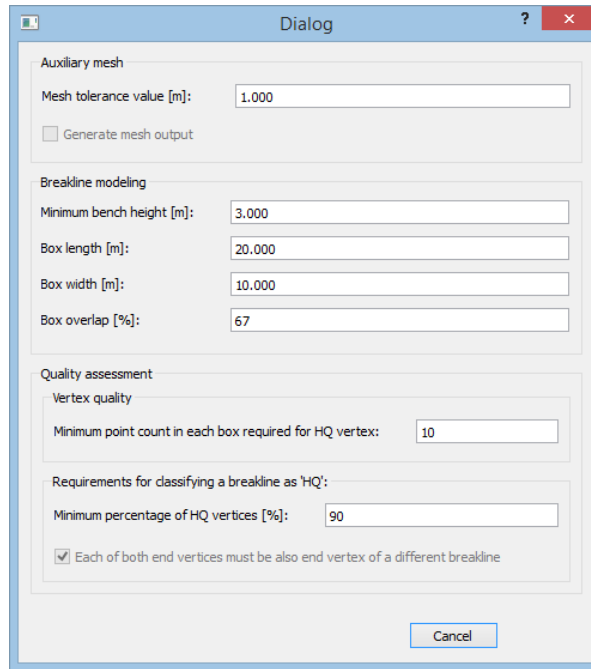 Dialog
?
Auxiliary mesh
Mesh tolerance value [m]: 1.000
Generate mesh output
Breakline modeling
Minimum bench height [m]: 3.000
Box length [m]: 20.000
Box width [m]: 10.000
Box overlap [%]: 67
Quality assessment
Vertex quality
Minimum point count in each box required for HQ vertex: 10
Requirements for classifying a breakline as 'HQ':
Minimum percentage of HQ vertices [%]: 90
Each of both end vertices must be also end vertex of a different breakline
Cancel